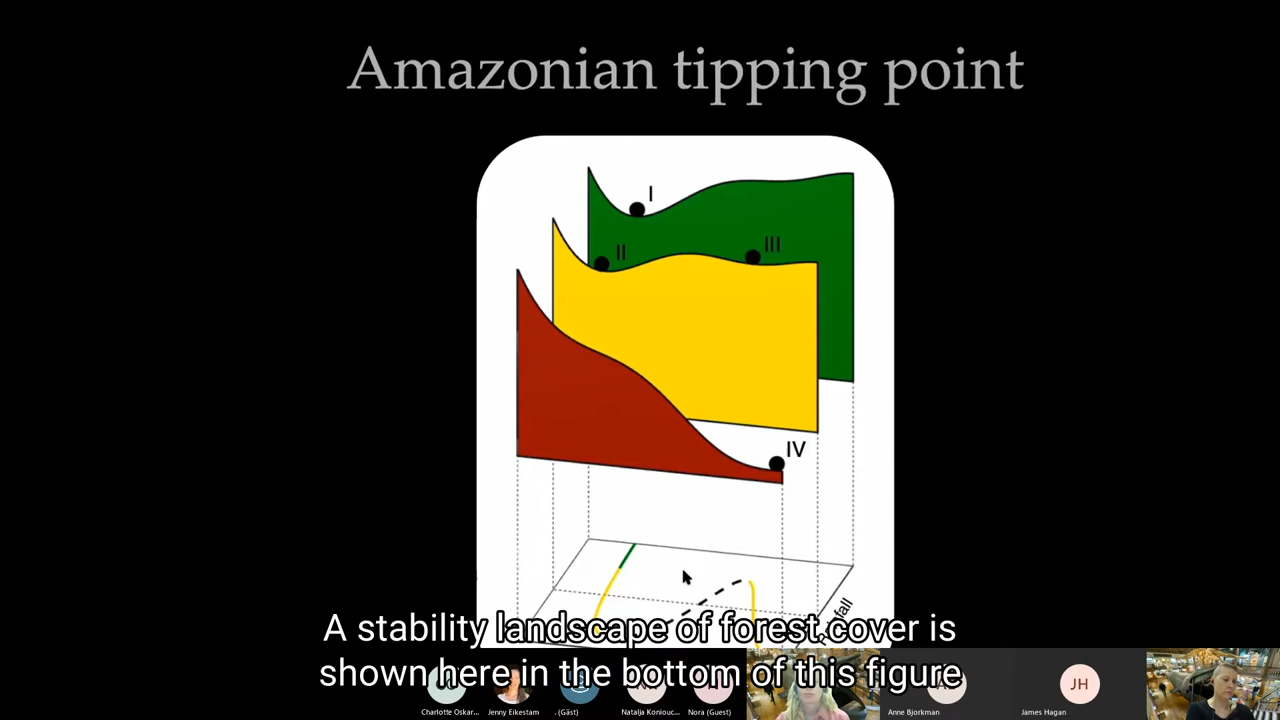 Amazonian tipping point
I
II
III
IV
A stability landscape of forest cover is
shown here in the bottom of this figure
JH
Charlotte Oskar...
Jenny Eikestam
. (Gäst)
Natalja Koniouc...
Nora (Guest)
Anne Bjorkman
James Hagan